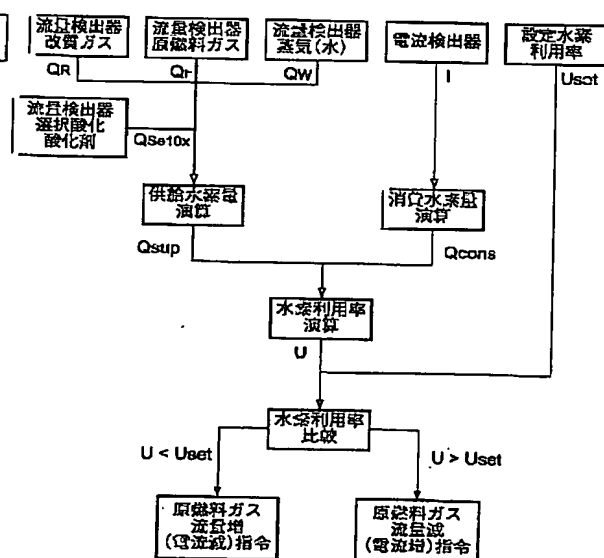 流量検出器
改質ガス
流量検出器
原燃料ガス
流量検出器
蒸気(水)
電流検出器
設定水素
利用率
QR
Qr
QW
I
Uset
流量検出器
選択酸化
酸化剤
Qselox
供給水素量
演算
消費水素量
演算
Qsup
Qcons
水素利用率
演算
U
水素利用率
比較
U < Uset
U > Uset
原燃料ガス
流量増
(電流減)指令
原燃料ガス
流量減
(電流増)指令